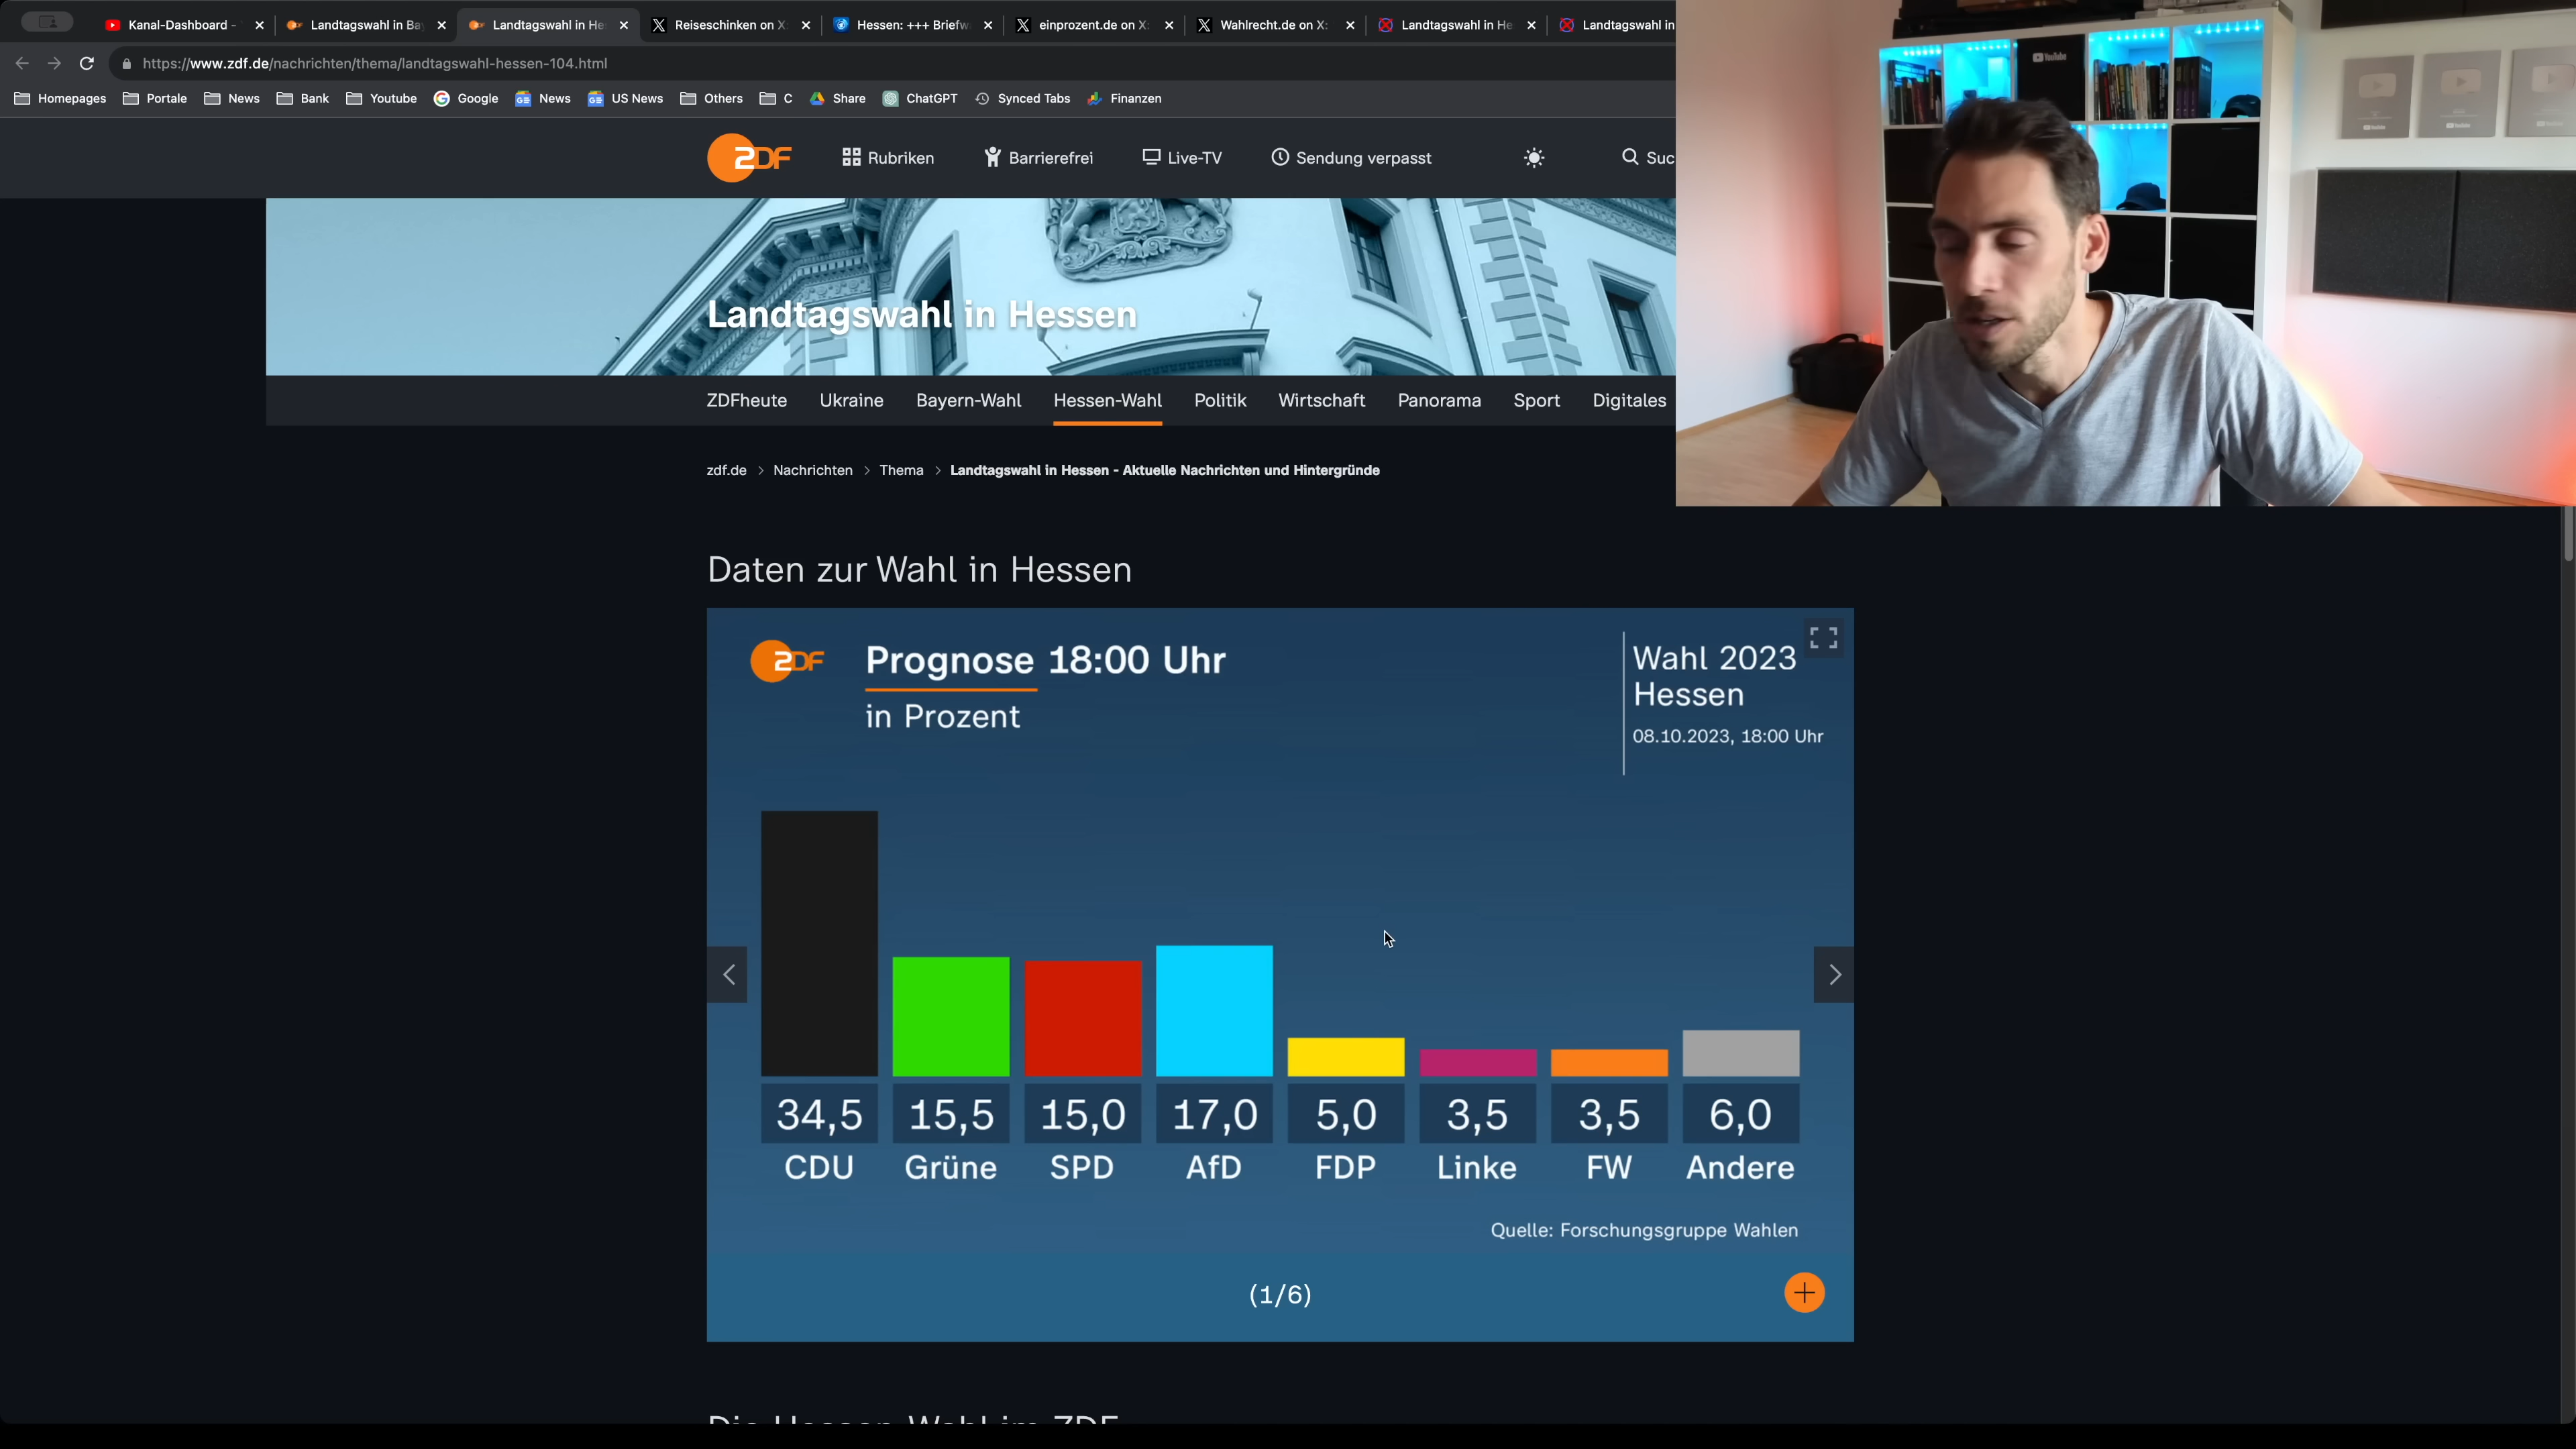 Kanal-Dashboard -
Landtagswahl in Ba
Landtagswahl in He
Reiseschinken on X:
Hessen: +++ Briefw
einprozent.de on X:
Wahlrecht.de on X:
Landtagswahl in He
Landtagswahl in
https://www.zdf.de/nachrichten/thema/landtagswahl-hessen-104.html
Homepages
Portale
News
Bank
Youtube
Google
News
US News
Others
C
Share
ChatGPT
Synced Tabs
Finanzen
ZDF
Rubriken
Barrierefrei
Live-TV
Sendung verpasst
Suc
YouTube
Landtagswahl in Hessen
ZDFheute
Ukraine
Bayern-Wahl
Hessen-Wahl
Politik
Wirtschaft
Panorama
Sport
Digitales
zdf.de > Nachrichten > Thema > Landtagswahl in Hessen - Aktuelle Nachrichten und Hintergründe
Daten zur Wahl in Hessen
ZDF
Prognose 18:00 Uhr
in Prozent
Wahl 2023
Hessen
08.10.2023, 18:00 Uhr
34,5 15,5 15,0 17,0 5,0 3,5 3,5 6,0
CDU Grüne SPD AfD FDP Linke FW Andere
Quelle: Forschungsgruppe Wahlen
(1/6)
Die Hessen-Wahl im ZDF